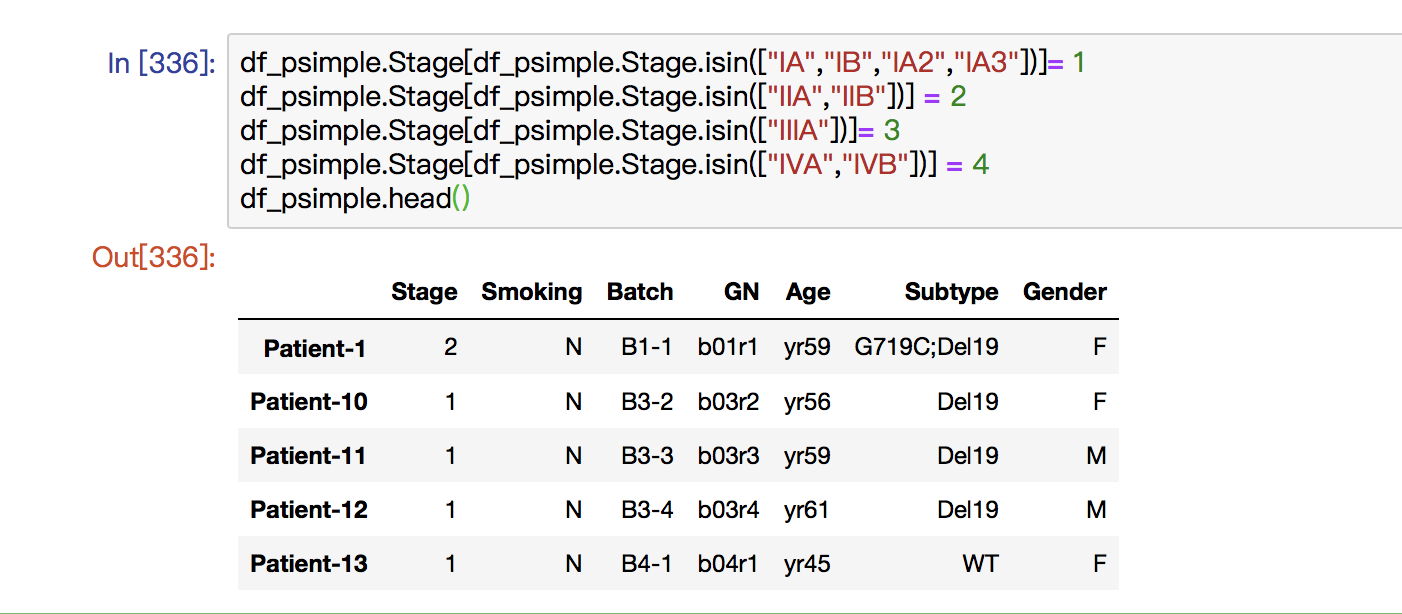 In [336]: df_psimple.Stage[df_psimple.Stage.isin(["IA","IB","IA2","IA3"])]= 1
df_psimple.Stage[df_psimple.Stage.isin(["IIA","IIB"])] = 2
df_psimple.Stage[df_psimple.Stage.isin(["IIIA"])]= 3
df_psimple.Stage[df_psimple.Stage.isin(["IVA","IVB"])] = 4
df_psimple.head()
Out[336]:
Stage Smoking Batch GN Age Subtype Gender
Patient-1 2 N B1-1 b01r1 yr59 G719C;Del19 F
Patient-10 1 N B3-2 b03r2 yr56 Del19 F
Patient-11 1 N B3-3 b03r3 yr59 Del19 M
Patient-12 1 N B3-4 b03r4 yr61 Del19 M
Patient-13 1 N B4-1 b04r1 yr45 WT F